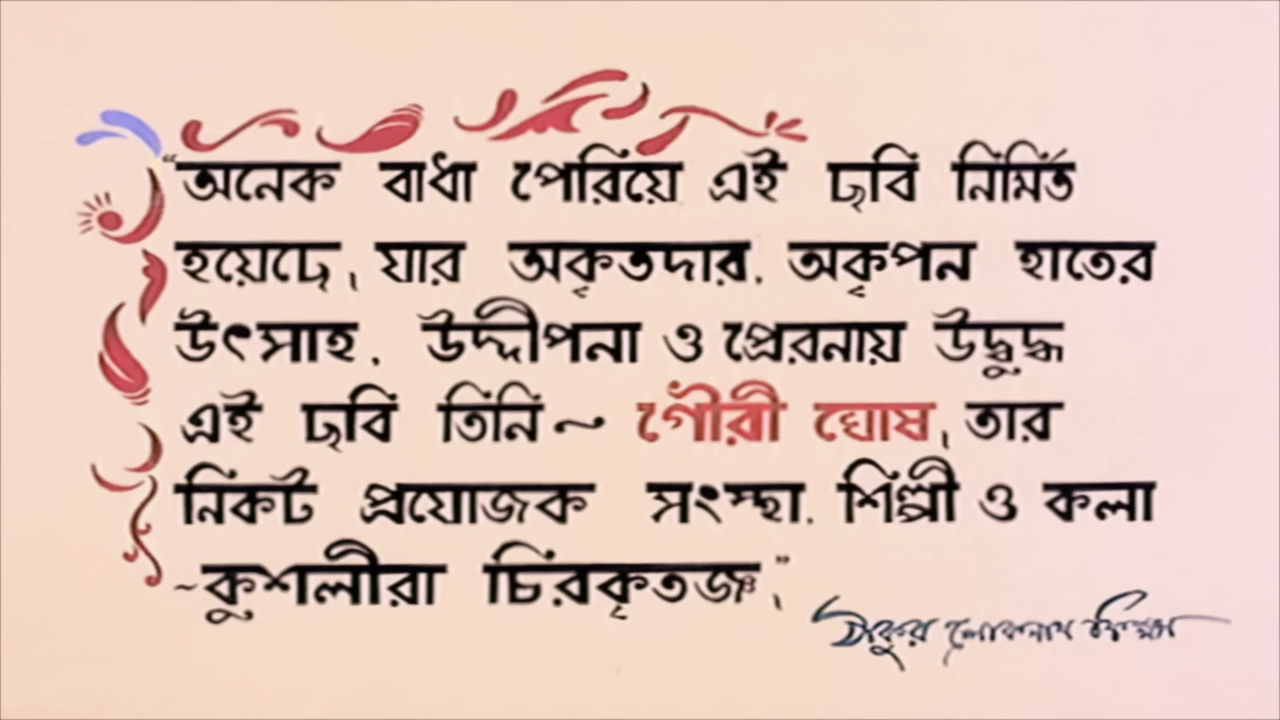 “অনেক বাধা পেরিয়ে এই ছবি নির্মিত
হয়েছে, যার অকৃতদার, অকৃপন হাতের
উৎসাহ, উদ্দীপনা ও প্রেরনায় উদ্বুদ্ধ
এই ছবি তিনি ~ গৌরী ঘোষ, তার
নিকট প্রযোজক সংস্থা, শিল্পী ও কলা
~কুশলীরা চিরকৃতজ্ঞ,”
ঠাকুর লোকনাথ